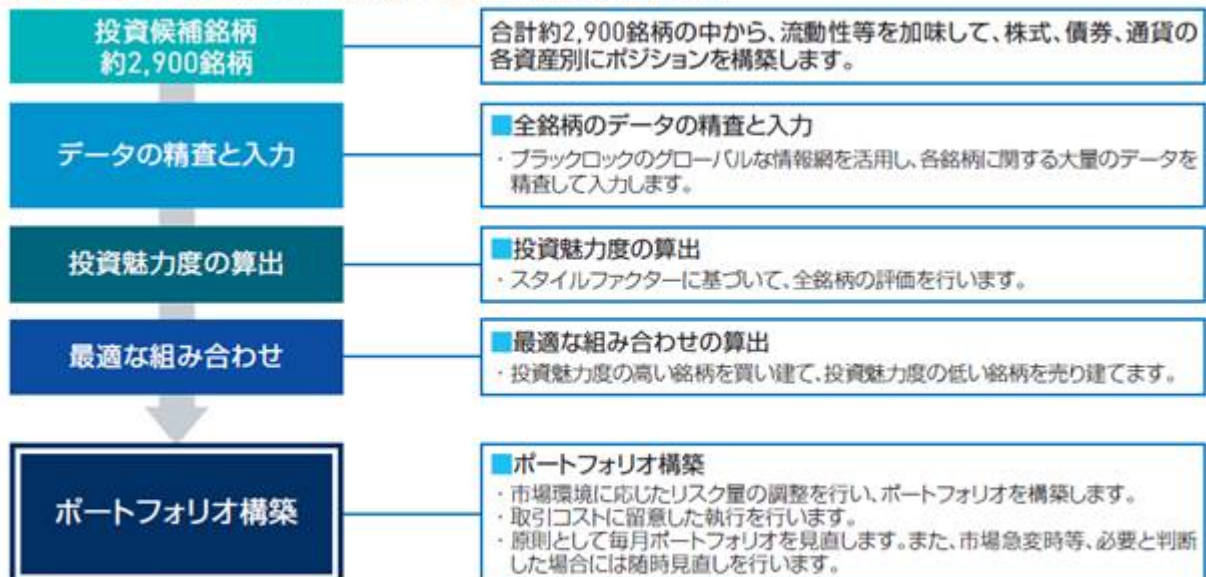 投資候補銘柄
約2,900銘柄
合計約2,900銘柄の中から、流動性等を加味して、株式、債券、通貨の
各資産別にポジションを構築します。
データの精査と入力
■全銘柄のデータの精査と入力
・ブラックロックのグローバルな情報網を活用し、各銘柄に関する大量のデータを
精査して入力します。
投資魅力度の算出
■投資魅力度の算出
・スタイルファクターに基づいて、全銘柄の評価を行います。
最適な組み合わせ
■最適な組み合わせの算出
・投資魅力度の高い銘柄を買い建て、投資魅力度の低い銘柄を売り建てます。
ポートフォリオ構築
■ポートフォリオ構築
・市場環境に応じたリスク量の調整を行い、ポートフォリオを構築します。
・取引コストに留意した執行を行います。
・原則として毎月ポートフォリオを見直します。また、市場急変時等、必要と判断
した場合には随時見直しを行います。